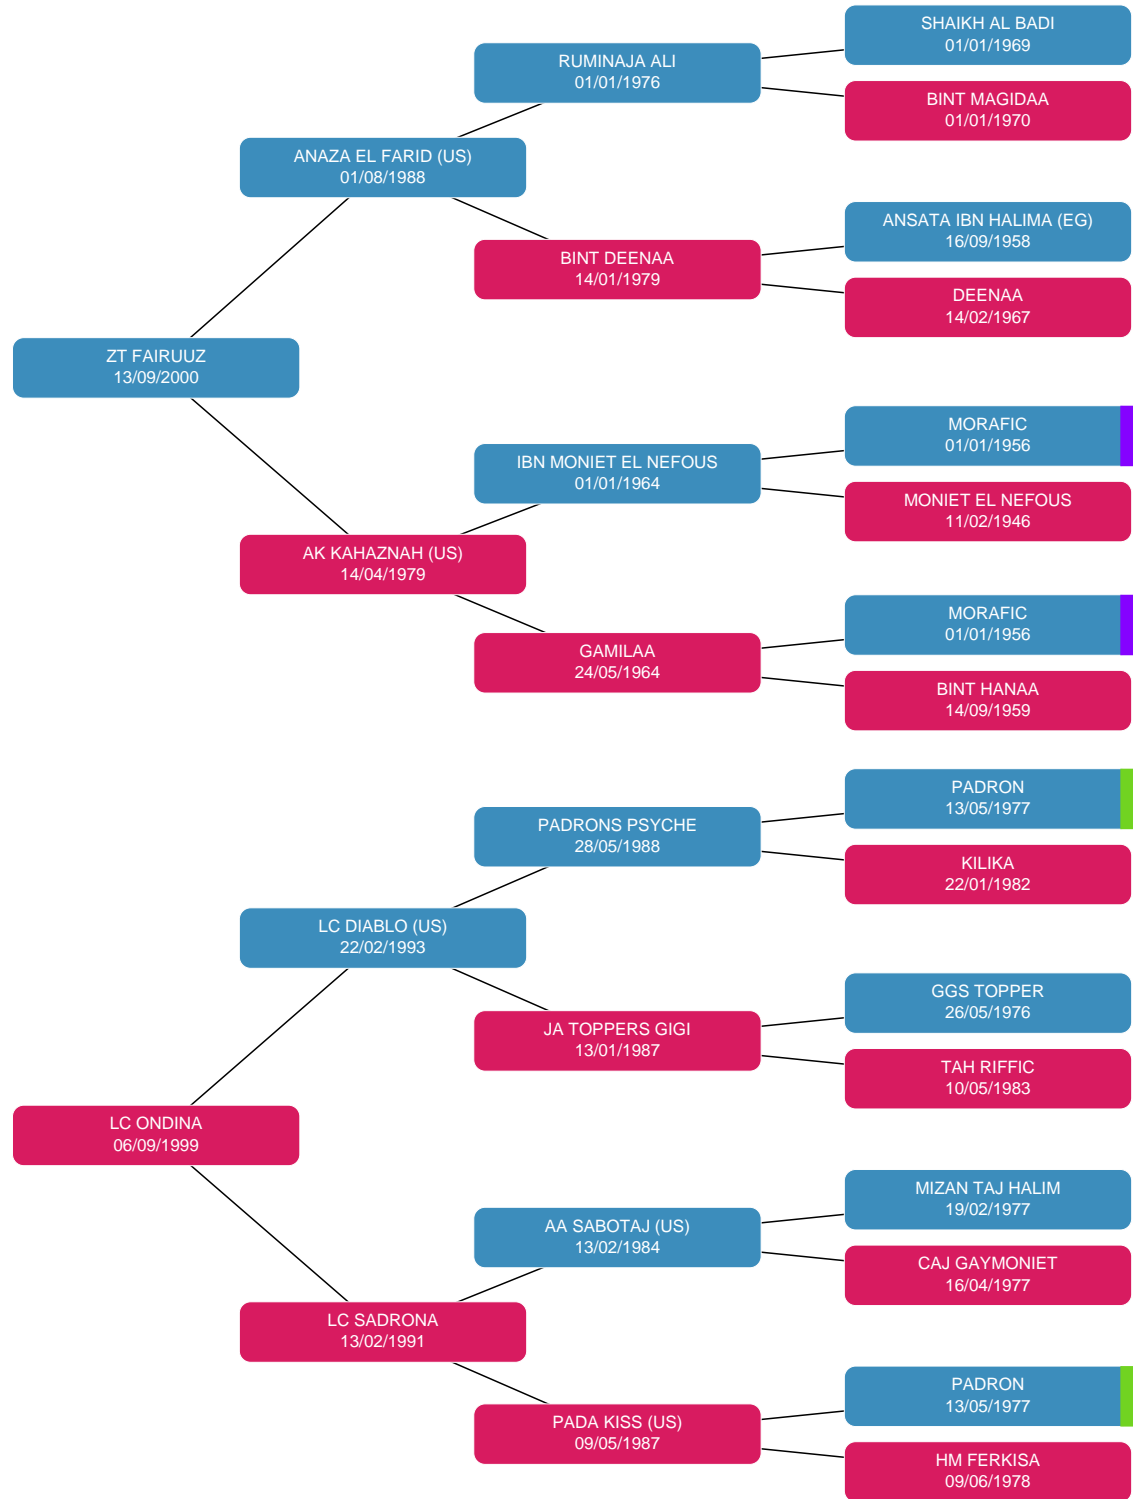 SHAIKH AL BADI
01/01/1969
RUMINAJA ALI
01/01/1976
BINT MAGIDAA
01/01/1970
ANAZA EL FARID (US)
01/08/1988
ANSATA IBN HALIMA (EG)
16/09/1958
BINT DEENAA
14/01/1979
DEENAA
14/02/1967
ZT FAIRUUZ
13/09/2000
MORAFIC
01/01/1956
IBN MONIET EL NEFOUS
01/01/1964
MONIET EL NEFOUS
11/02/1946
AK KAHAZNAH (US)
14/04/1979
MORAFIC
01/01/1956
GAMILAA
24/05/1964
BINT HANAA
14/09/1959
PADRON
13/05/1977
PADRONS PSYCHE
28/05/1988
KILIKA
22/01/1982
LC DIABLO (US)
22/02/1993
GGS TOPPER
26/05/1976
JA TOPPERS GIGI
13/01/1987
TAH RIFFIC
10/05/1983
LC ONDINA
06/09/1999
MIZAN TAJ HALIM
19/02/1977
AA SABOTAJ (US)
13/02/1984
CAJ GAYMONIET
16/04/1977
LC SADRONA
13/02/1991
PADRON
13/05/1977
PADA KISS (US)
09/05/1987
HM FERKISA
09/06/1978